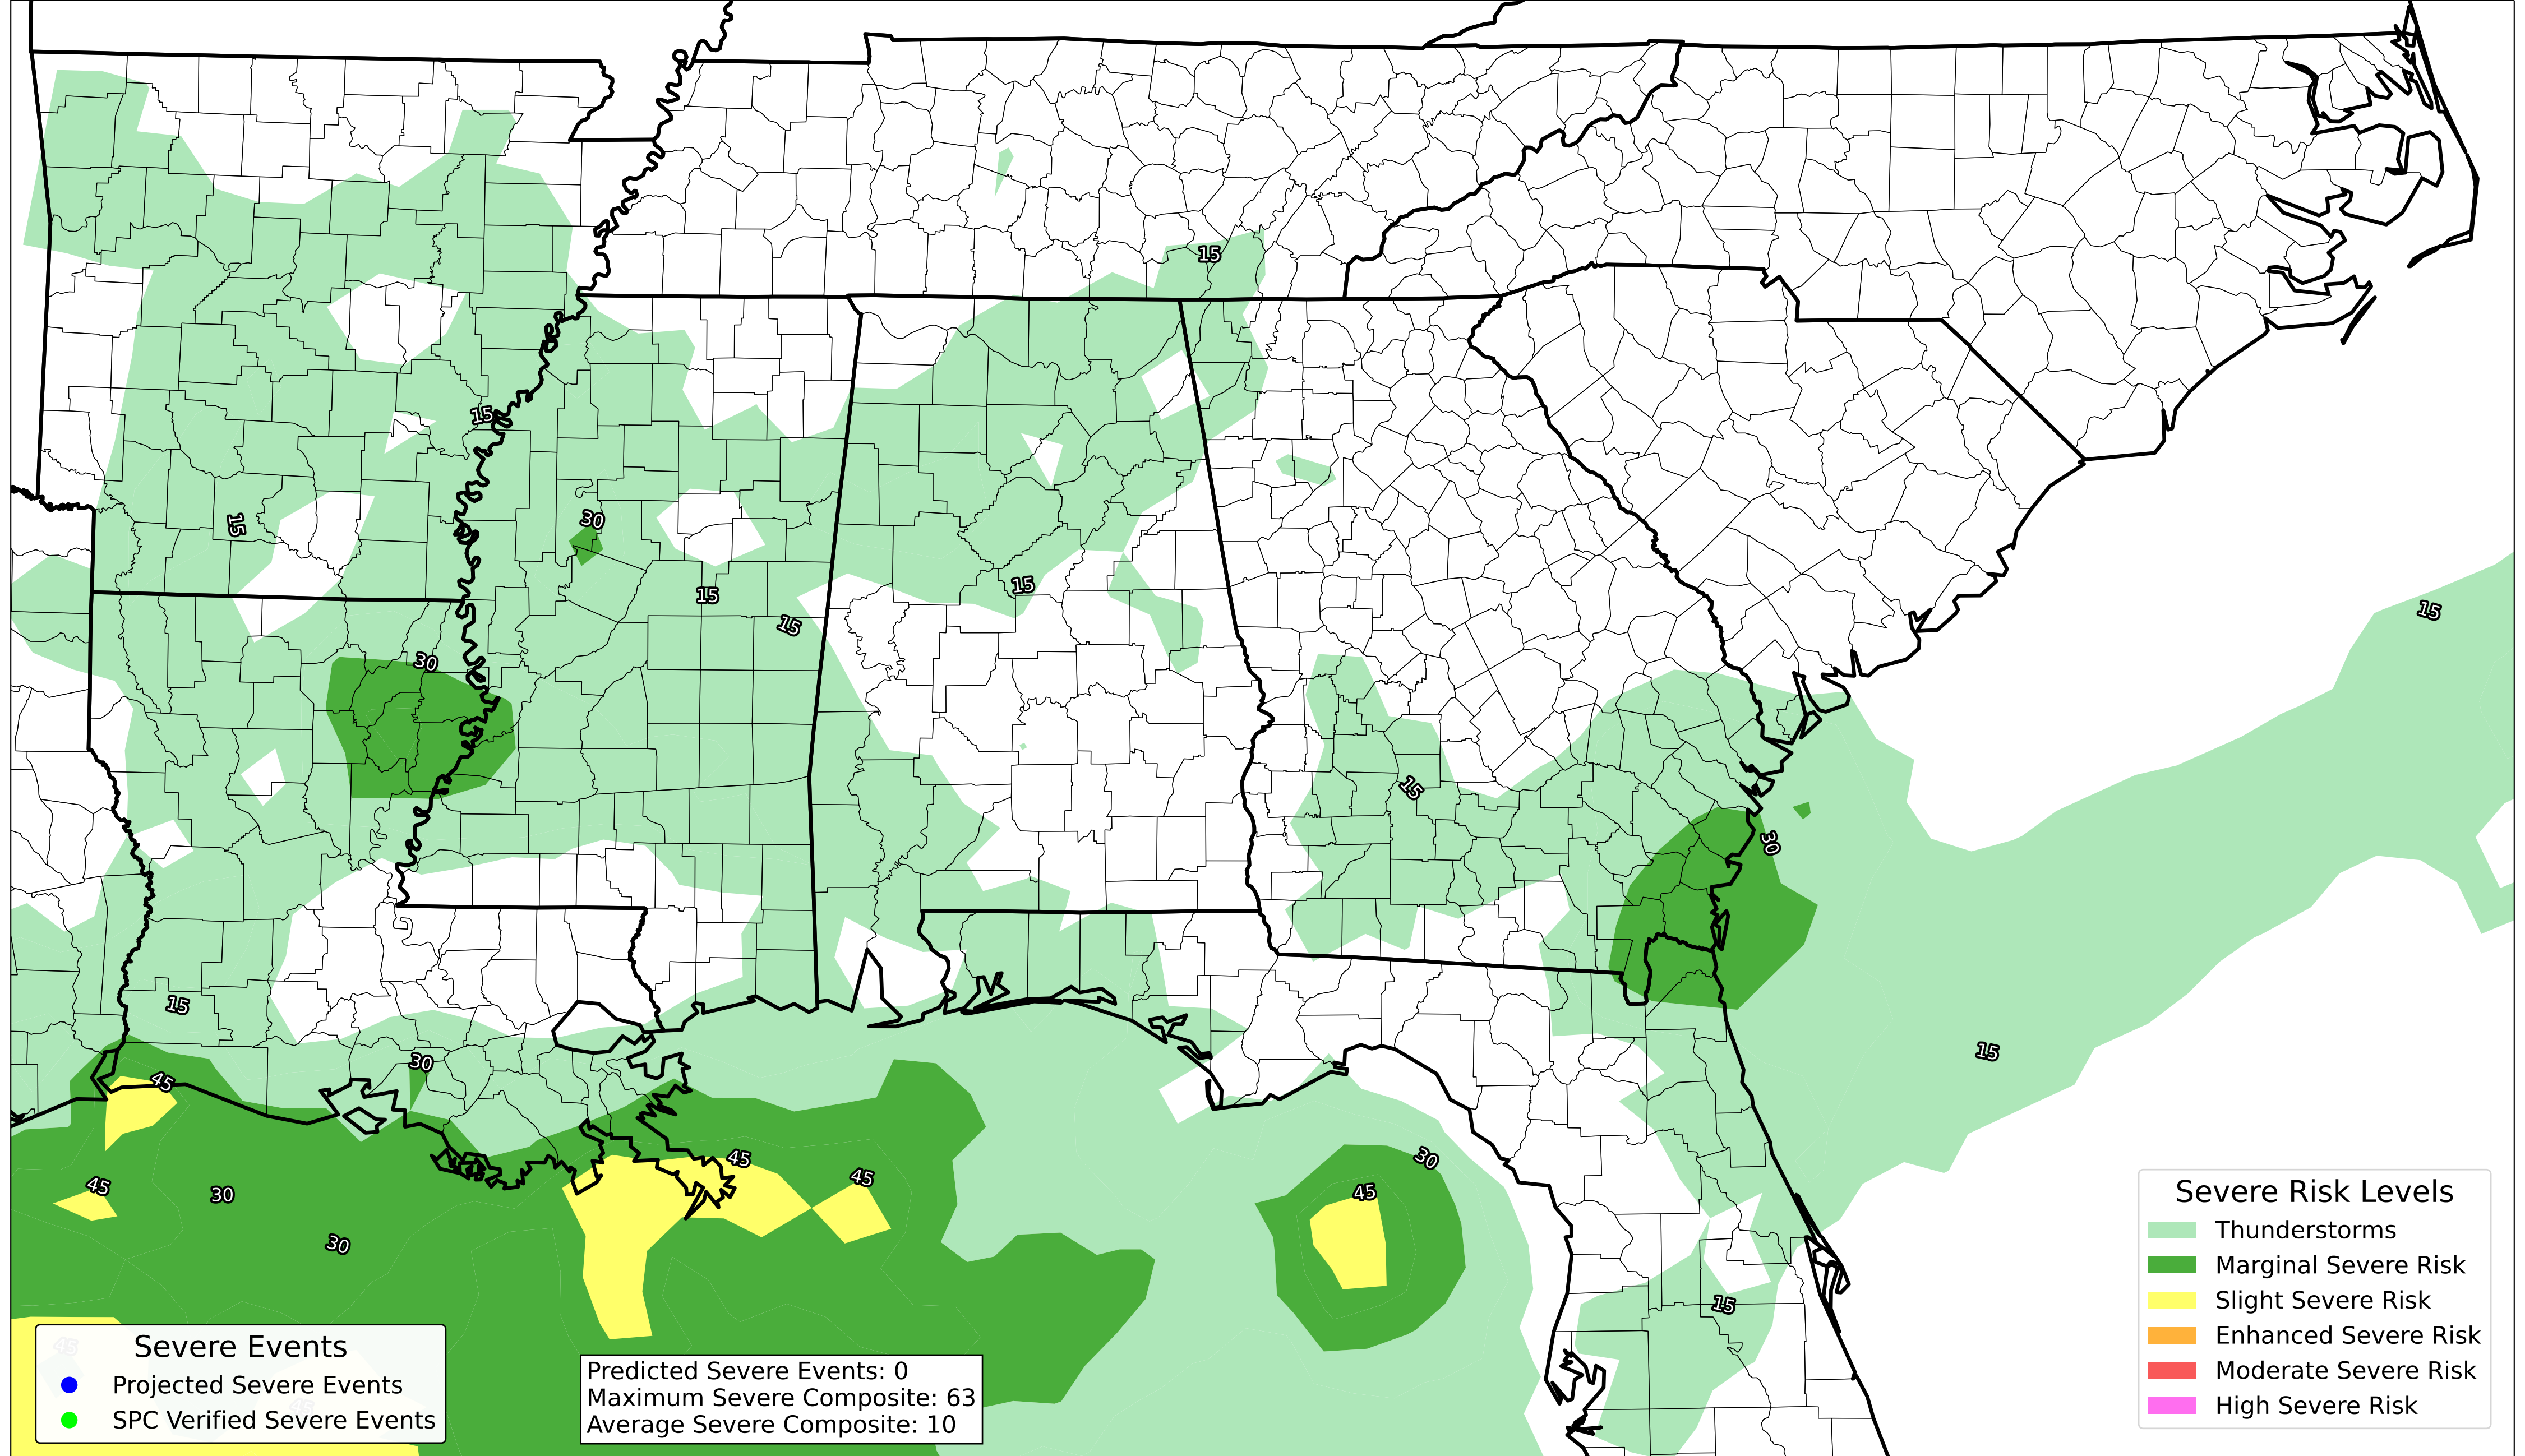 15
15
30
15
15
15
15
15
30
15
30
15
15
30
45
30
45
45
45
30
45
30
30
15
45
45
Severe Risk Levels
Thunderstorms
Marginal Severe Risk
Slight Severe Risk
Enhanced Severe Risk
Moderate Severe Risk
High Severe Risk
Severe Events
Projected Severe Events
SPC Verified Severe Events
Predicted Severe Events: 0
Maximum Severe Composite: 63
Average Severe Composite: 10